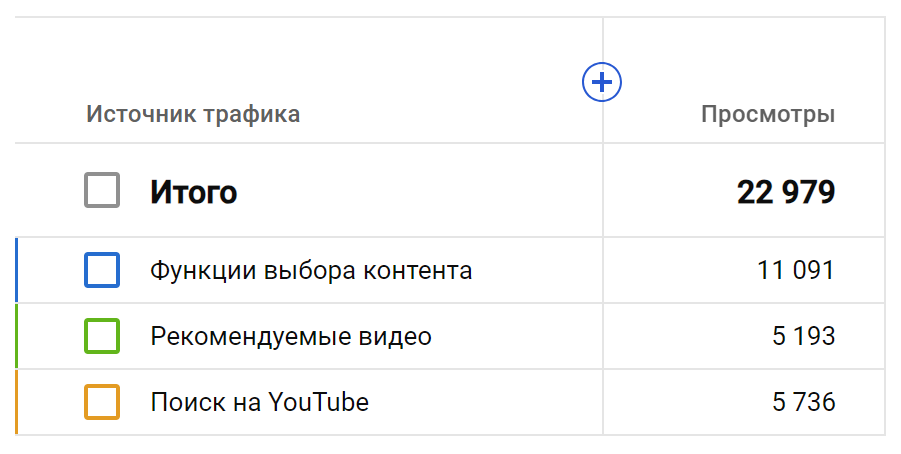 Источник трафика Просмотры
Итого 22 979
Функции выбора контента 11 091
Рекомендуемые видео 5 193
Поиск на YouTube 5 736